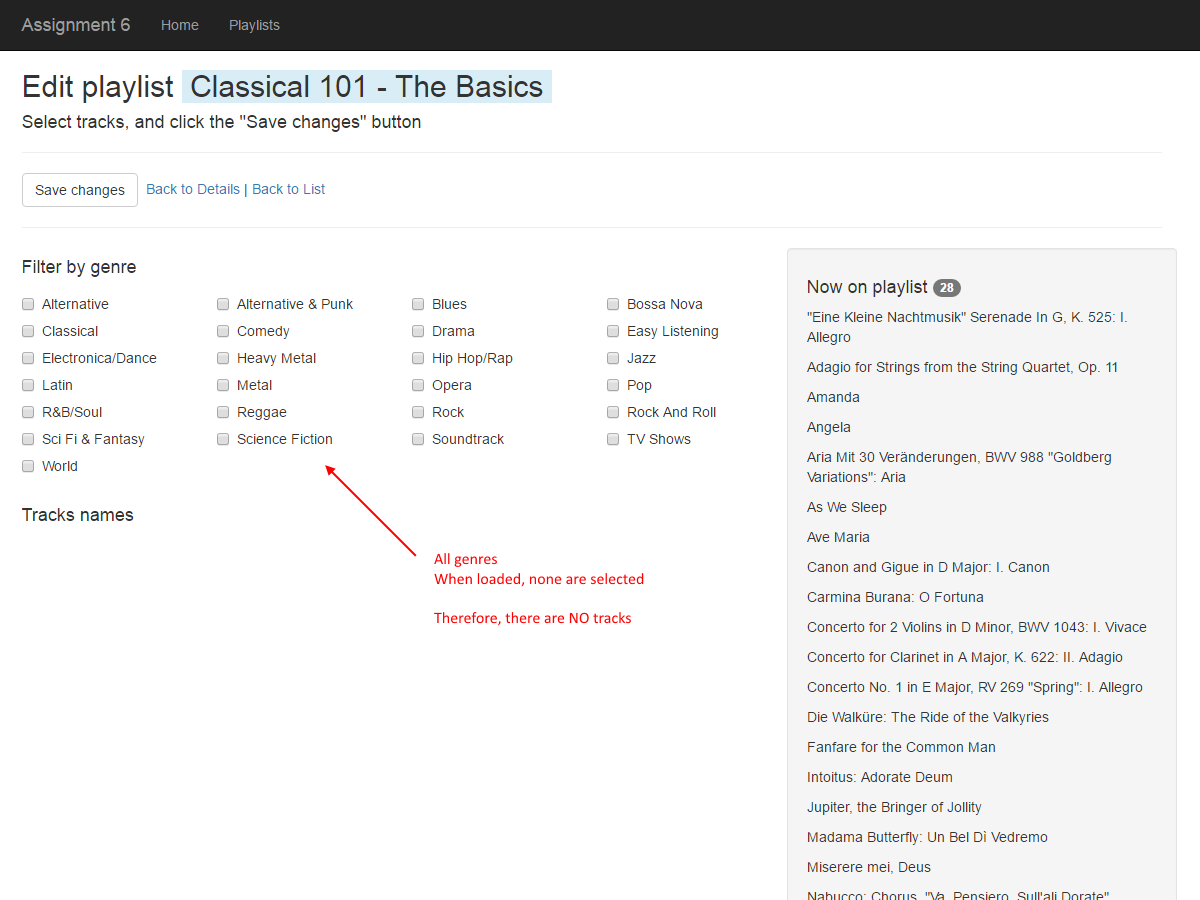 Assignment 6 Home Playlists
Edit playlist Classical 101 - The Basics
Select tracks, and click the "Save changes" button
Save changes Back to Details | Back to List
Filter by genre
Alternative Alternative & Punk Blues Bossa Nova
Classical Comedy Drama Easy Listening
Electronica/Dance Heavy Metal Hip Hop/Rap Jazz
Latin Metal Opera Pop
R&B/Soul Reggae Rock Rock And Roll
Sci Fi & Fantasy Science Fiction Soundtrack TV Shows
World
Tracks names
All genres
When loaded, none are selected
Therefore, there are NO tracks
Now on playlist 28
"Eine Kleine Nachtmusik" Serenade In G, K. 525: I.
Allegro
Adagio for Strings from the String Quartet, Op. 11
Amanda
Angela
Aria Mit 30 Veränderungen, BWV 988 "Goldberg
Variations": Aria
As We Sleep
Ave Maria
Canon and Gigue in D Major: I. Canon
Carmina Burana: O Fortuna
Concerto for 2 Violins in D Minor, BWV 1043: I. Vivace
Concerto for Clarinet in A Major, K. 622: II. Adagio
Concerto No. 1 in E Major, RV 269 "Spring": I. Allegro
Die Walküre: The Ride of the Valkyries
Fanfare for the Common Man
Intoitus: Adorate Deum
Jupiter, the Bringer of Jollity
Madama Butterfly: Un Bel Dì Vedremo
Miserere mei, Deus
Nabucco: Chorus, "Va, Pensiero, Sull'ali Dorate"